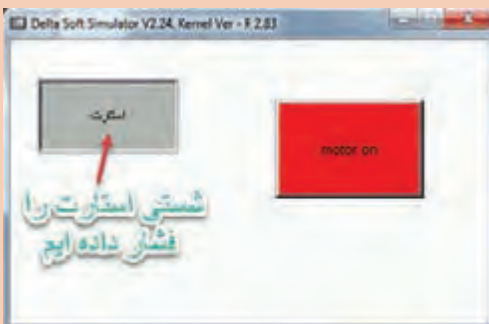 Delta Soft Simulator V2.24, Kernel Ver - R 2.83
استارت
motor on
شستی استارت را
فشار داده ایم